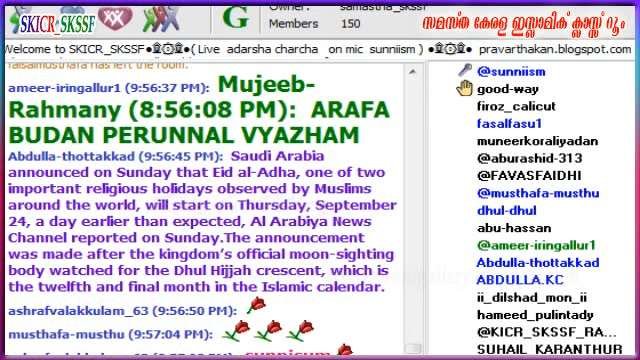 SKICR_SKSSF
G
Owner : samastha_skssf
Members 150
സമസ്ത കേരള ഇസ്ലാമിക് ക്ലാസ്സ് റൂം
Welcome to SKICR_SKSSF●۩۞۩●( Live adarsha charcha on mic sunniism ) ●۩۞۩● pravarthakan.blogspot.com
faisalmusthafa has left the room.
ameer-iringallur1 (9:56:37 PM): Mujeeb-
Rahmany (8:56:08 PM): ARAFA
BUDAN PERUNNAL VYAZHAM
Abdulla-thottakkad (9:56:45 PM): Saudi Arabia
announced on Sunday that Eid al-Adha, one of two
important religious holidays observed by Muslims
around the world, will start on Thursday, September
24, a day earlier than expected, Al Arabiya News
Channel reported on Sunday.The announcement
was made after the kingdom's official moon-sighting
body watched for the Dhul Hijjah crescent, which is
the twelfth and final month in the Islamic calendar.
ashrafvalakkulam_63 (9:56:50 PM):
musthafa-musthu (9:57:04 PM):
@sunniism
good-way
firoz_calicut
fasalfasu1
muneerkoraliyadan
@aburashid-313
@FAVASFAIDHI
@musthafa-musthu
dhul-dhul
abu-hassan
@ameer-iringallur1
Abdulla-thottakkad
ABDULLA.KC
ii_dilshad_mon_ii
hameed_pulintady
@KICR_SKSSF_RA...
SUHAIL_KARANTHUR